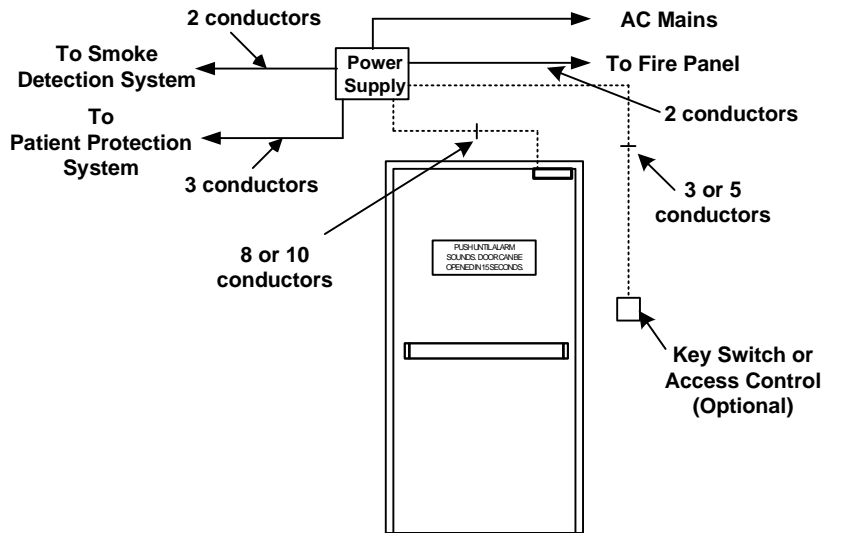 2 conductors
AC Mains
To Smoke
Detection System
Power
Supply
To Fire Panel
To
Patient Protection
System
2 conductors
3 conductors
3 or 5
conductors
8 or 10
conductors
PUSH UNTIL ALARM
SOUNDS. DOOR CAN BE
OPENED IN 15 SECONDS.
Key Switch or
Access Control
(Optional)